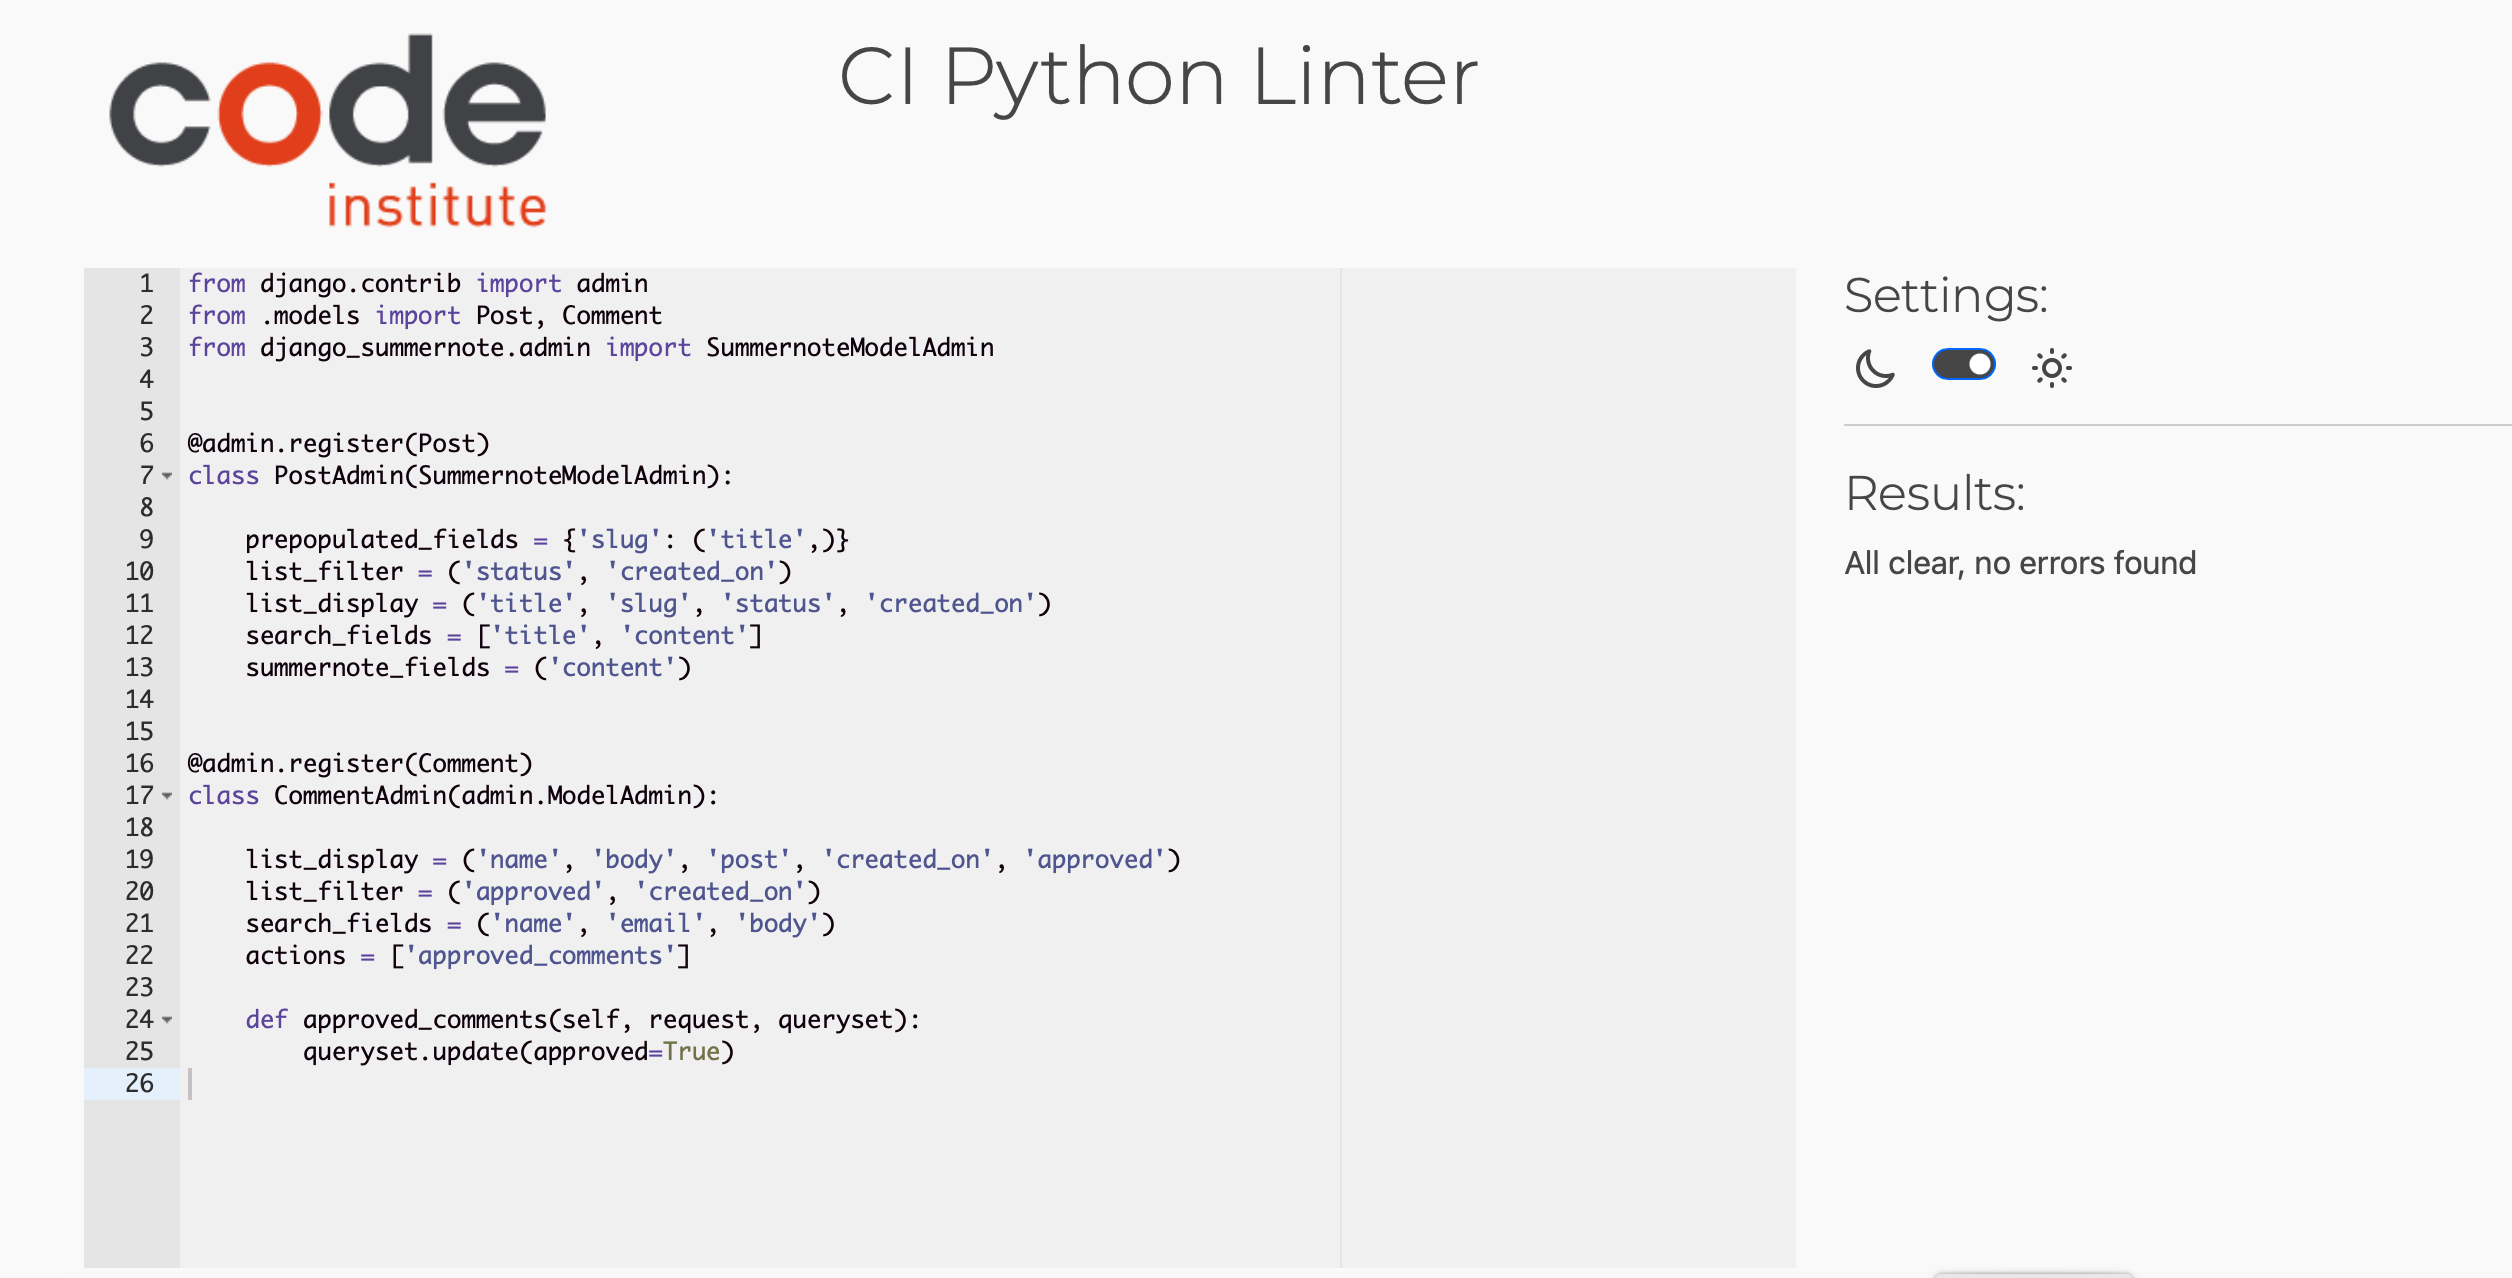 code
institute
CI Python Linter
1 from django.contrib import admin
2 from .models import Post, Comment
3 from django_summernote.admin import SummernoteModelAdmin
4
5
6 @admin.register(Post)
7 class PostAdmin(SummernoteModelAdmin):
8
9     prepopulated_fields = {'slug': ('title',)}
10     list_filter = ('status', 'created_on')
11     list_display = ('title', 'slug', 'status', 'created_on')
12     search_fields = ['title', 'content']
13     summernote_fields = ('content')
14
15
16 @admin.register(Comment)
17 class CommentAdmin(admin.ModelAdmin):
18
19     list_display = ('name', 'body', 'post', 'created_on', 'approved')
20     list_filter = ('approved', 'created_on')
21     search_fields = ('name', 'email', 'body')
22     actions = ['approved_comments']
23
24     def approved_comments(self, request, queryset):
25         queryset.update(approved=True)
26
Settings:
Results:
All clear, no errors found